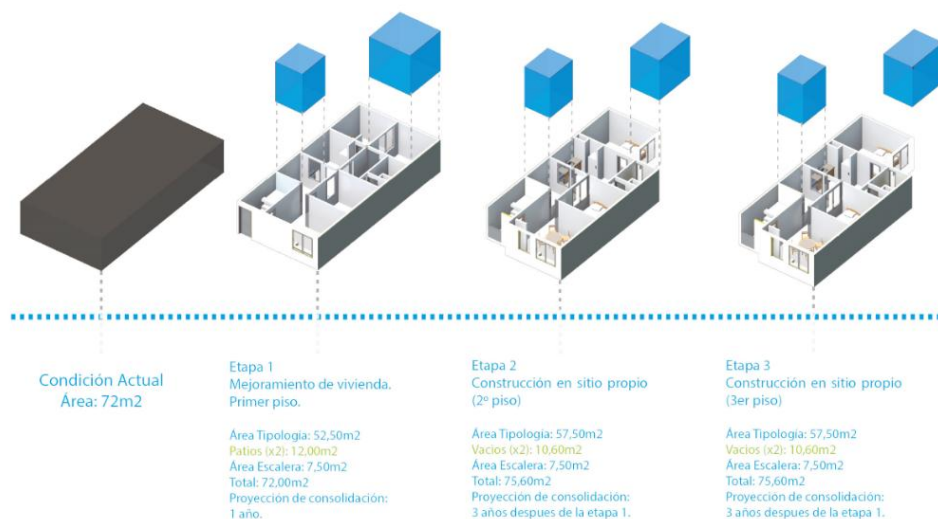 Condición Actual
Área: 72m2
Etapa 1
Mejoramiento de vivienda.
Primer piso.
Área Tipología: 52,50m2
Patios (x2): 12,00m2
Área Escalera: 7,50m2
Total: 72,00m2
Proyección de consolidación:
1 año.
Etapa 2
Construcción en sitio propio
(2º piso)
Área Tipología: 57,50m2
Vacios (x2): 10,60m2
Área Escalera: 7,50m2
Total: 75,60m2
Proyección de consolidación:
3 años despues de la etapa 1.
Etapa 3
Construcción en sitio propio
(3er piso)
Área Tipología: 57,50m2
Vacios (x2): 10,60m2
Área Escalera: 7,50m2
Total: 75,60m2
Proyección de consolidación:
3 años despues de la etapa 1.